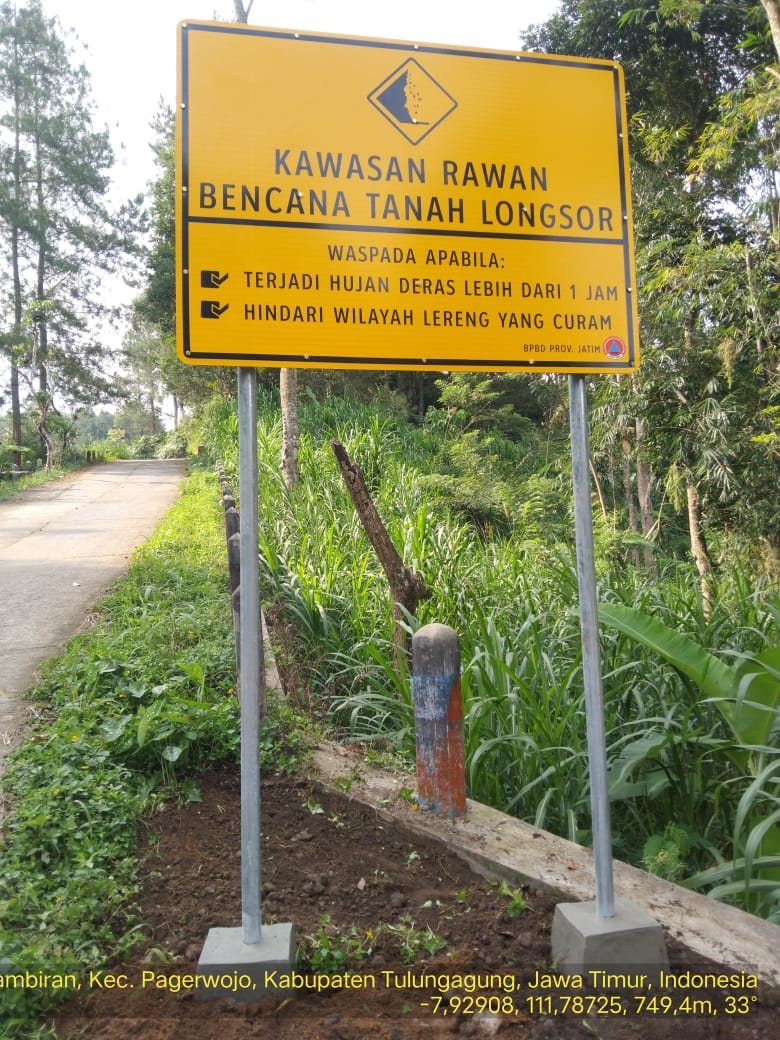 KAWASAN RAWAN
BENCANA TANAH LONGSOR
WASPADA APABILA:
TERJADI HUJAN DERAS LEBIH DARI 1 JAM
HINDARI WILAYAH LERENG YANG CURAM
BPBD PROV. JATIM
ambiran, Kec. Pagerwojo, Kabupaten Tulungagung, Jawa Timur, Indonesia
-7,92908, 111,78725, 749,4m, 33°